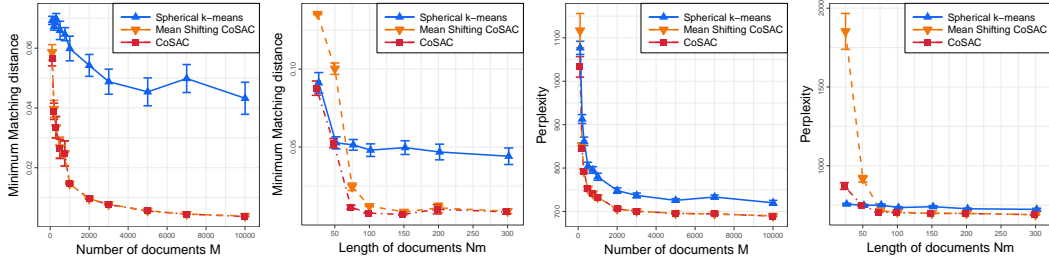 Minimum Matching distance
0.08
0.06
0.04
0.02
0
2000
4000
6000
8000
10000
Number of documents M
Spherical k−means
Mean Shifting CoSAC
CoSAC
Minimum Matching distance
0.10
0.05
50
100
150
200
250
300
Length of documents Nm
Spherical k−means
Mean Shifting CoSAC
CoSAC
Perplexity
1100
1000
900
800
700
0
2000
4000
6000
8000
10000
Number of documents M
Spherical k−means
Mean Shifting CoSAC
CoSAC
Perplexity
2000
1500
1000
50
100
150
200
250
300
Length of documents Nm
Spherical k−means
Mean Shifting CoSAC
CoSAC